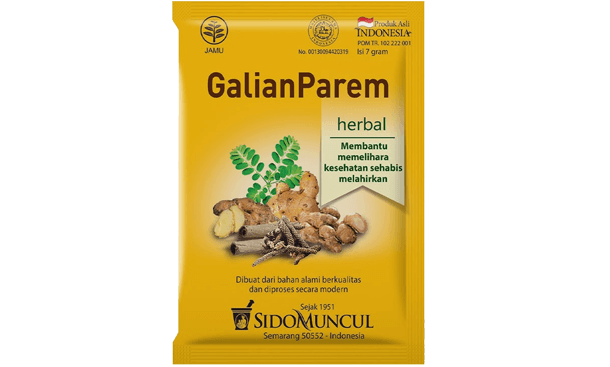 JAMU
No. 00130094420319
Produk Asli
INDONESIA
POM TR. 102 222 001
Isi 7 gram
GalianParem
herbal
Membantu
memelihara
kesehatan sehabis
melahirkan
Dibuat dari bahan alami berkualitas
dan diproses secara modern
Sejak 1951
SIDOMUNCUL
Semarang 50552 - Indonesia